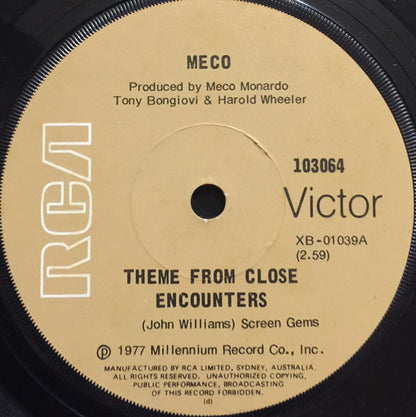 MECO
Produced by Meco Monardo
Tony Bongiovi & Harold Wheeler
RCA
103064
Victor
XB-01039A
(2.59)
THEME FROM CLOSE
ENCOUNTERS
(John Williams) Screen Gems
℗ 1977 Millennium Record Co., Inc.
MANUFACTURED BY RCA LIMITED, SYDNEY, AUSTRALIA.
ALL RIGHTS RESERVED. UNAUTHORIZED COPYING,
PUBLIC PERFORMANCE, BROADCASTING
OF THIS RECORD FORBIDDEN.
(d)